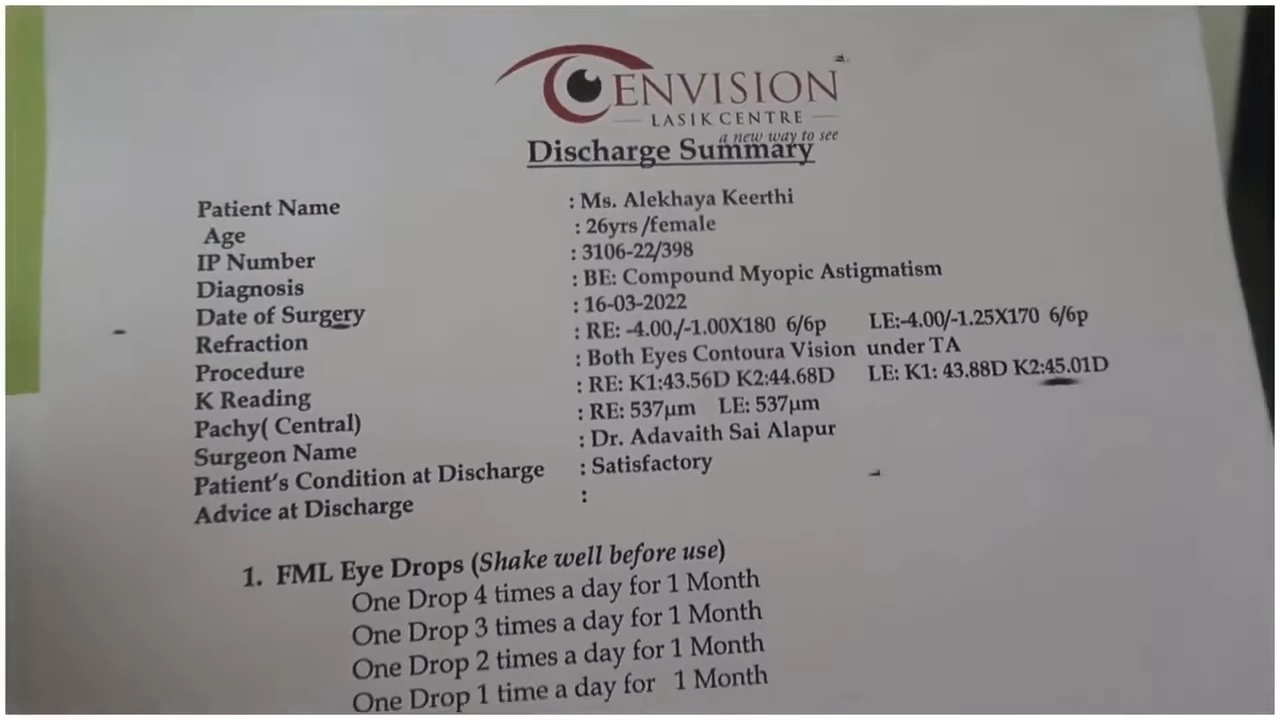 ENVISION
LASIK CENTRE
a new way to see
Discharge Summary
Patient Name : Ms. Alekhaya Keerthi
Age : 26yrs/female
IP Number : 3106-22/398
Diagnosis : BE: Compound Myopic Astigmatism
Date of Surgery : 16-03-2022
Refraction : RE: -4.00,/-1.00X180 6/6p LE:-4.00/-1.25X170 6/6p
Procedure : Both Eyes Contoura Vision under TA
K Reading : RE: K1:43.56D K2:44.68D LE: K1: 43.88D K2:45.01D
Pachy( Central) : RE: 537µm LE: 537µm
Surgeon Name : Dr. Adavaith Sai Alapur
Patient's Condition at Discharge : Satisfactory
Advice at Discharge :
1. FML Eye Drops (Shake well before use)
One Drop 4 times a day for 1 Month
One Drop 3 times a day for 1 Month
One Drop 2 times a day for 1 Month
One Drop 1 time a day for 1 Month